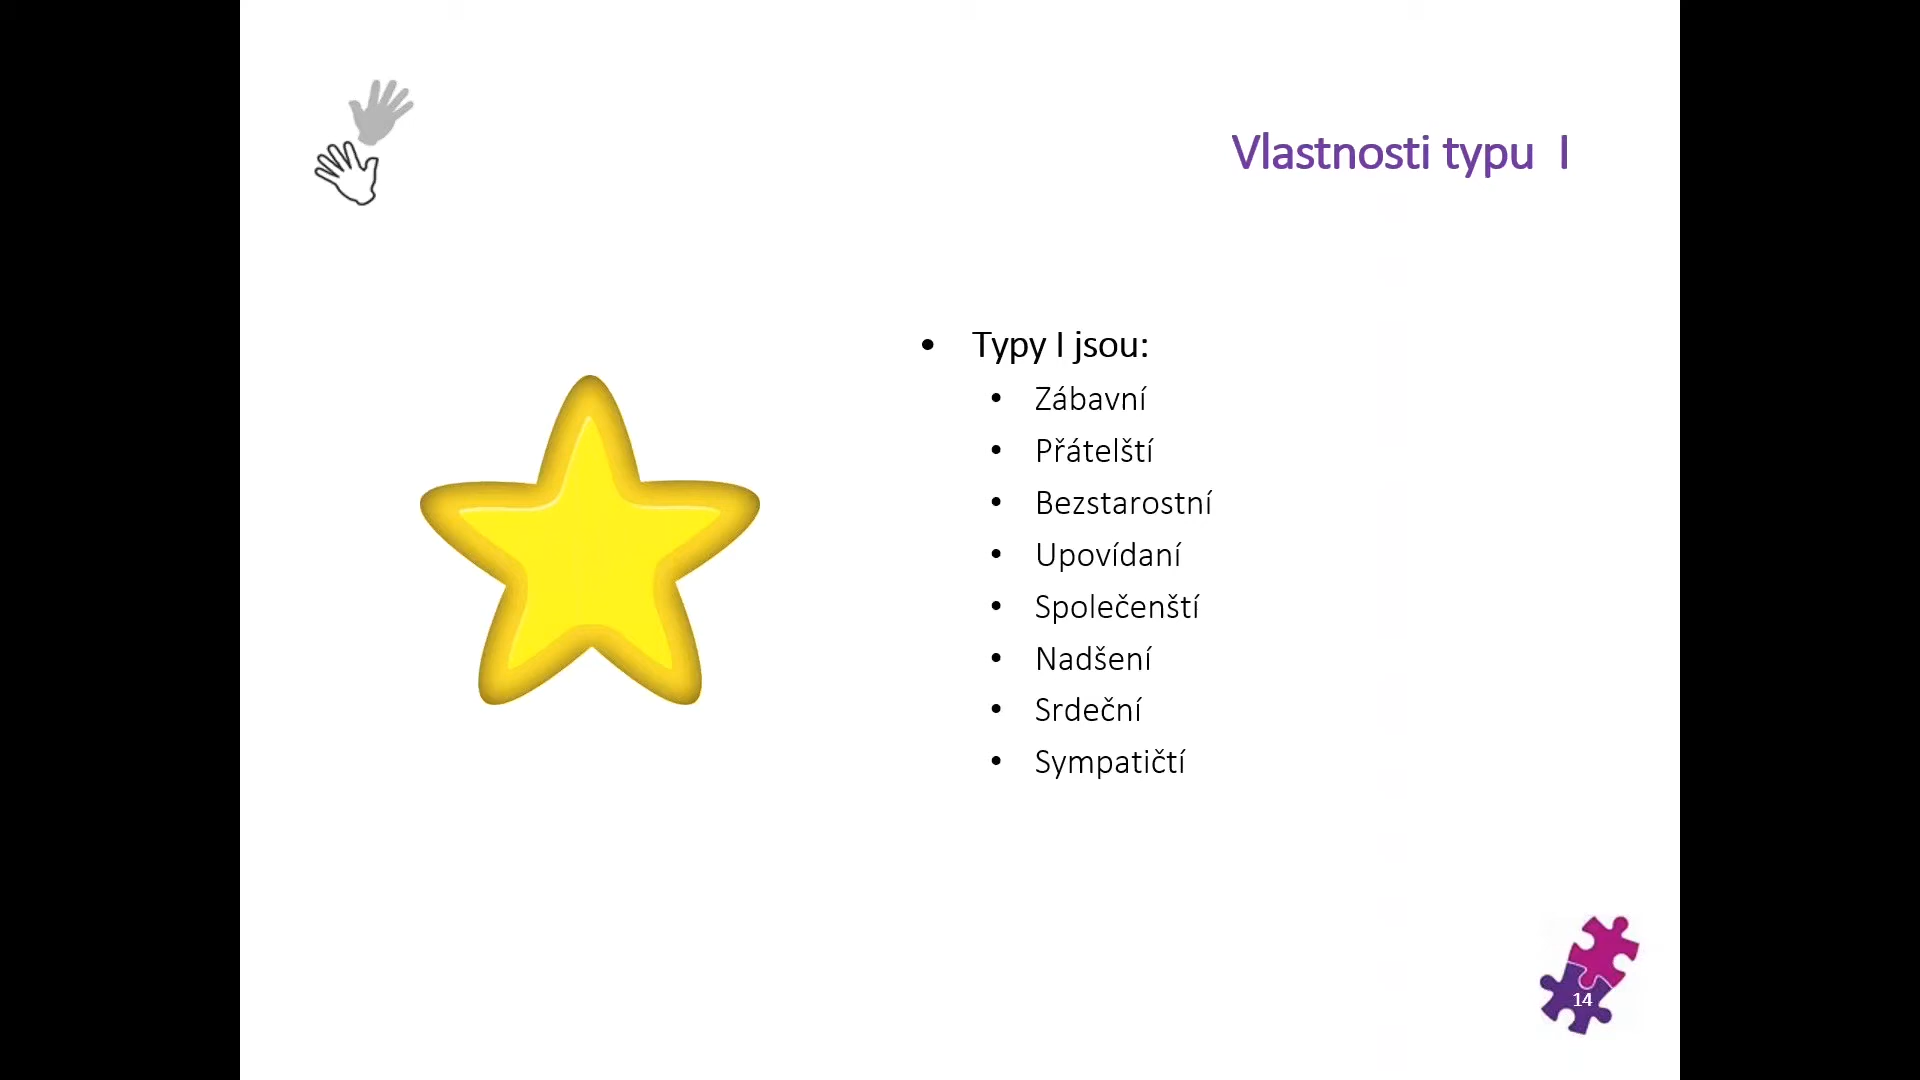 Vlastnosti typu I
• Typy I jsou:
• Zábavní
• Přátelští
• Bezstarostní
• Upovídaní
• Společenští
• Nadšení
• Srdeční
• Sympatičtí
14